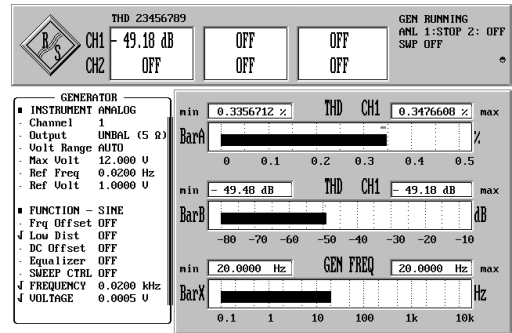 THD 23456789
GEN RUNNING
ANL 1:STOP 2: OFF
SWP OFF
R S
CH1 - 49.18 dB OFF OFF
CH2 OFF OFF OFF
GENERATOR
INSTRUMENT ANALOG
Channel 1
Output UNBAL (5 Ω)
Volt Range AUTO
Max Volt 12.000 V
Ref Freq 0.0200 Hz
Ref Volt 1.0000 V
FUNCTION - SINE
Frq Offset OFF
Low Dist OFF
DC Offset OFF
Equalizer OFF
SWEEP CTRL OFF
FREQUENCY 0.0200 kHz
VOLTAGE 0.0005 V
min 0.3356712 % THD CH1 0.3476608 % max
BarA %
0 0.1 0.2 0.3 0.4 0.5
min - 49.48 dB THD CH1 - 49.18 dB max
BarB dB
-80 -70 -60 -50 -40 -30 -20 -10
min 20.0000 Hz GEN FREQ 20.0000 Hz max
BarX Hz
0.1 1 10 100 1k 10k